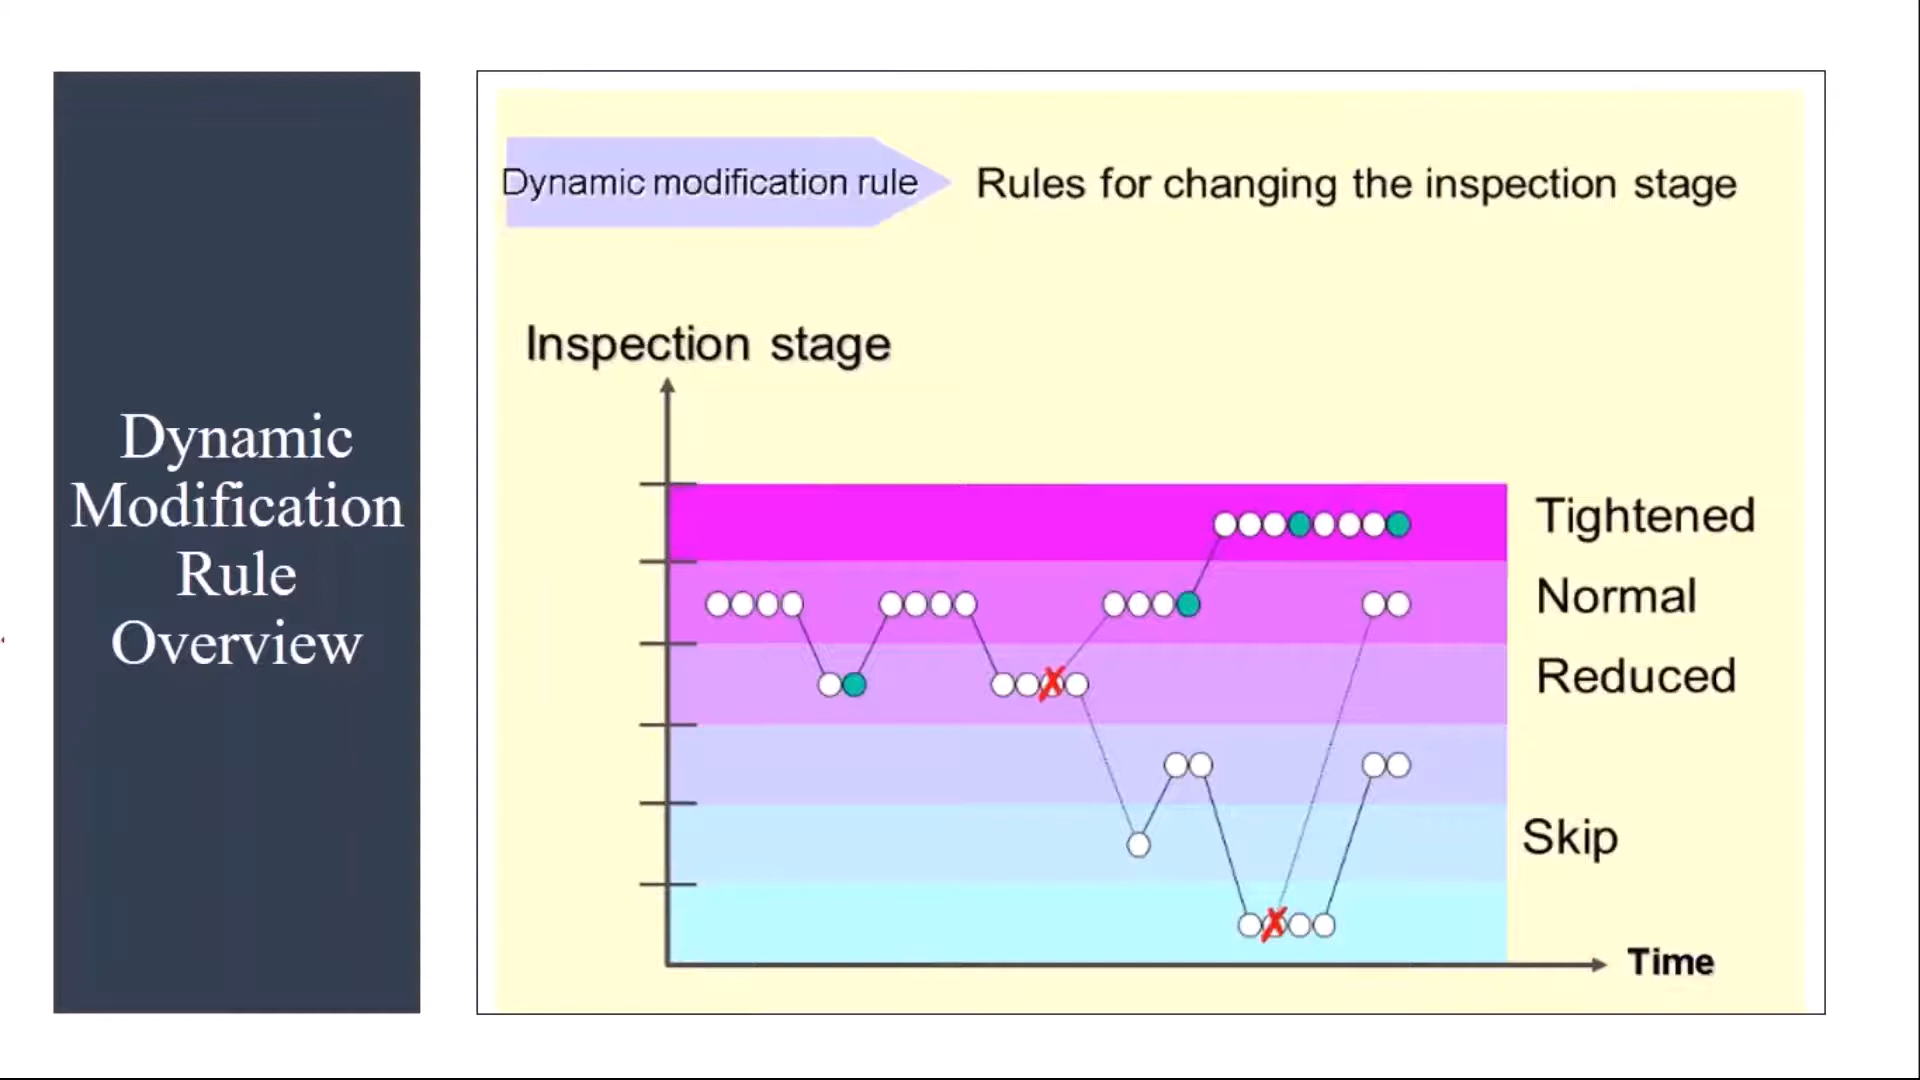 Dynamic
Modification
Rule
Overview
Dynamic modification rule
Rules for changing the inspection stage
Inspection stage
Tightened
Normal
Reduced
Skip
Time